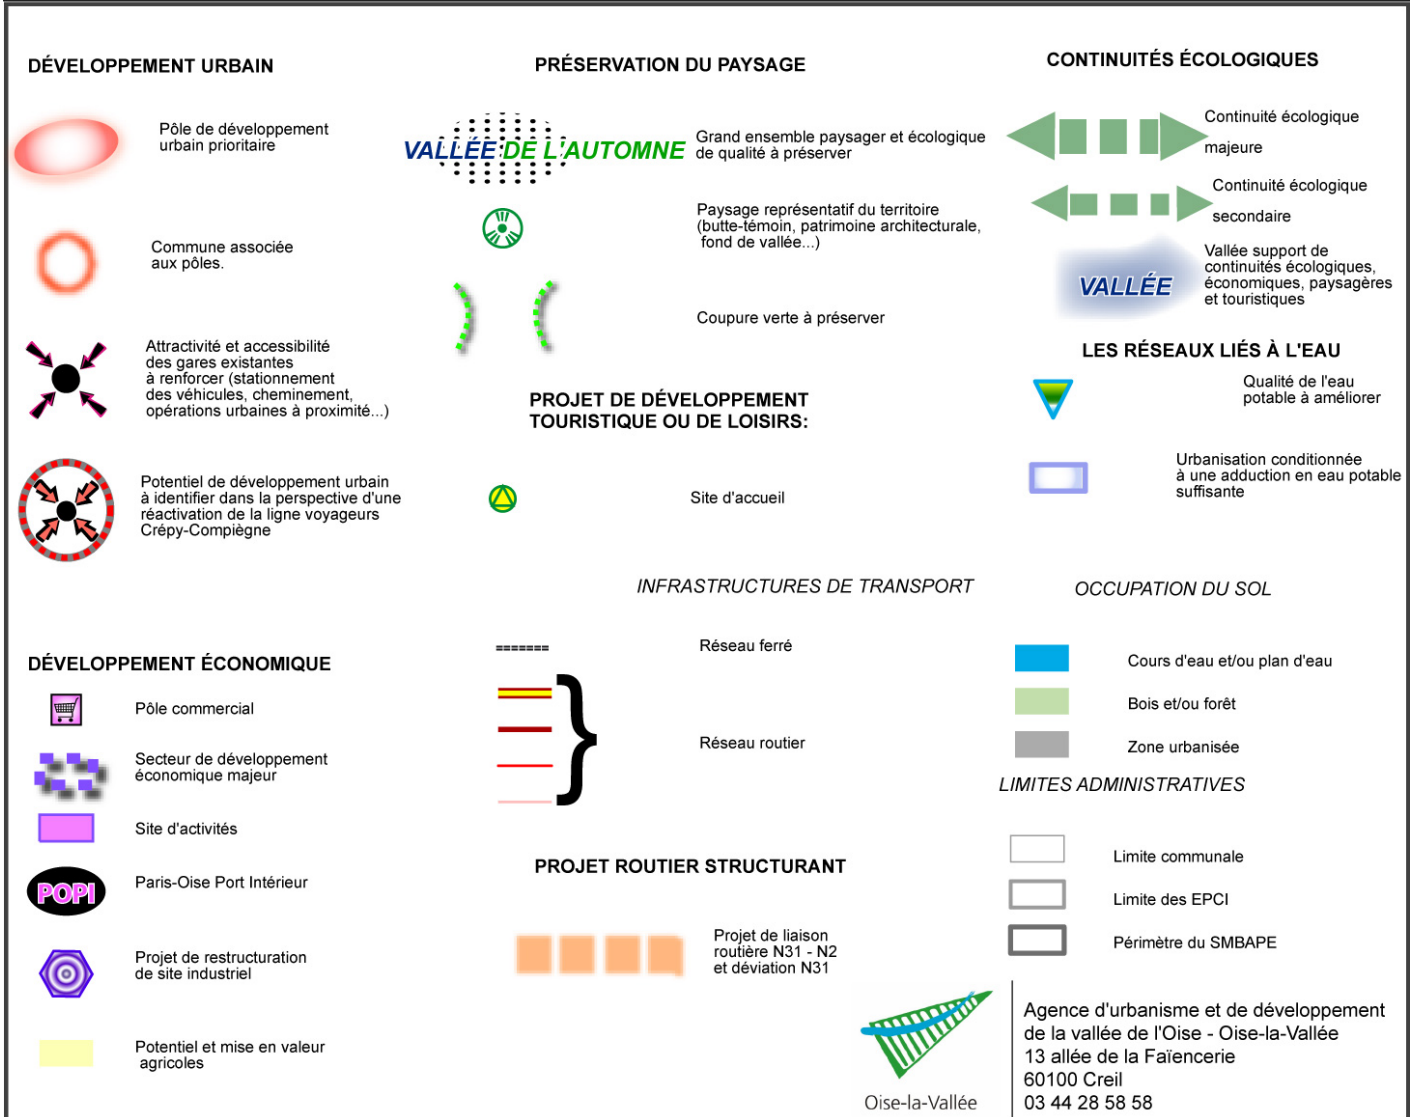 DÉVELOPPEMENT URBAIN
Pôle de développement
urbain prioritaire
Commune associée
aux pôles.
Attractivité et accessibilité
des gares existantes
à renforcer (stationnement
des véhicules, cheminement,
opérations urbaines à proximité...)
Potentiel de développement urbain
à identifier dans la perspective d'une
réactivation de la ligne voyageurs
Crépy-Compiègne
DÉVELOPPEMENT ÉCONOMIQUE
Pôle commercial
Secteur de développement
économique majeur
Site d'activités
POPI
Paris-Oise Port Intérieur
Projet de restructuration
de site industriel
Potentiel et mise en valeur
agricoles
PRÉSERVATION DU PAYSAGE
VALLÉE DE L'AUTOMNE
Grand ensemble paysager et écologique
de qualité à préserver
Paysage représentatif du territoire
(butte-témoin, patrimoine architecturale,
fond de vallée...)
Coupure verte à préserver
PROJET DE DÉVELOPPEMENT
TOURISTIQUE OU DE LOISIRS:
Site d'accueil
INFRASTRUCTURES DE TRANSPORT
Réseau ferré
Réseau routier
PROJET ROUTIER STRUCTURANT
Projet de liaison
routière N31 - N2
et déviation N31
CONTINUITÉS ÉCOLOGIQUES
Continuité écologique
majeure
Continuité écologique
secondaire
VALLÉE
Vallée support de
continuités écologiques,
économiques, paysagères
et touristiques
LES RÉSEAUX LIÉS À L'EAU
Qualité de l'eau
potable à améliorer
Urbanisation conditionnée
à une adduction en eau potable
suffisante
OCCUPATION DU SOL
Cours d'eau et/ou plan d'eau
Bois et/ou forêt
Zone urbanisée
LIMITES ADMINISTRATIVES
Limite communale
Limite des EPCI
Périmètre du SMBAPE
Oise-la-Vallée
Agence d'urbanisme et de développement
de la vallée de l'Oise - Oise-la-Vallée
13 allée de la Faïencerie
60100 Creil
03 44 28 58 58